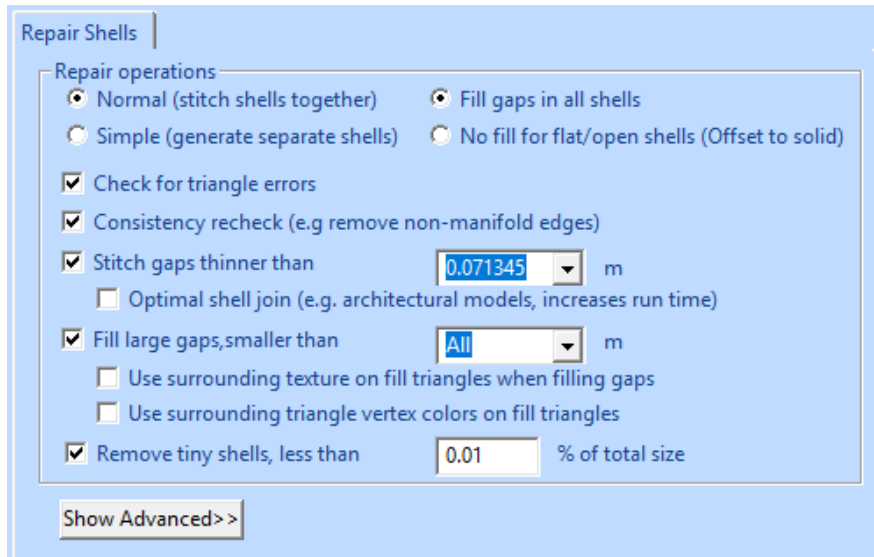 Repair Shells
Repair operations
Normal (stitch shells together) Fill gaps in all shells
Simple (generate separate shells) No fill for flat/open shells (Offset to solid)
Check for triangle errors
Consistency recheck (e.g remove non-manifold edges)
Stitch gaps thinner than 0.071345 m
Optimal shell join (e.g. architectural models, increases run time)
Fill large gaps,smaller than All m
Use surrounding texture on fill triangles when filling gaps
Use surrounding triangle vertex colors on fill triangles
Remove tiny shells, less than 0.01 % of total size
Show Advanced>>